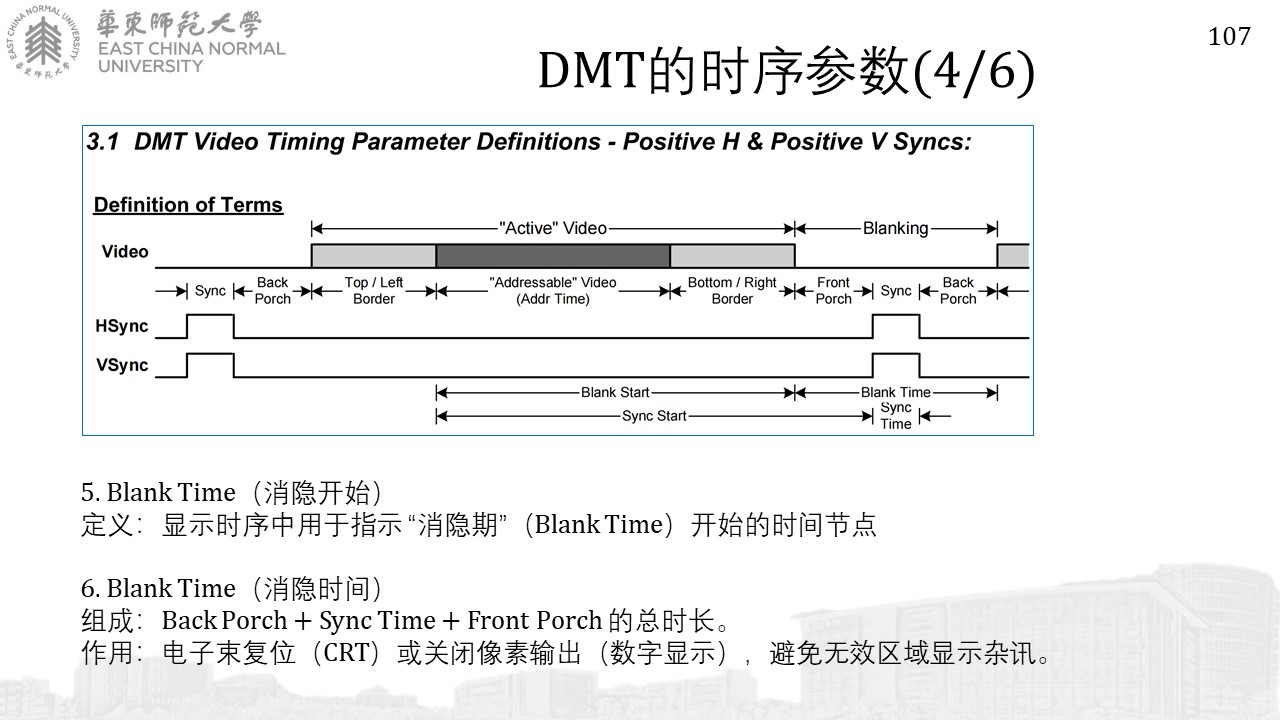 華東師範大學
EAST CHINA NORMAL
UNIVERSITY
EAST CHINA NORMAL UNIVERSITY
華東师范大學
107
DMT的时序参数(4/6)
3.1 DMT Video Timing Parameter Definitions - Positive H & Positive V Syncs:
Definition of Terms
"Active" Video
Blanking
Video
Sync
Back Porch
Top / Left Border
"Addressable" Video (Addr Time)
Bottom / Right Border
Front Porch
Sync
Back Porch
HSync
VSync
Blank Start
Blank Time
Sync Start
Sync Time
5. Blank Time（消隐开始）
定义：显示时序中用于指示 “消隐期”（Blank Time）开始的时间节点
6. Blank Time（消隐时间）
组成：Back Porch + Sync Time + Front Porch 的总时长。
作用：电子束复位（CRT）或关闭像素输出（数字显示），避免无效区域显示杂讯。